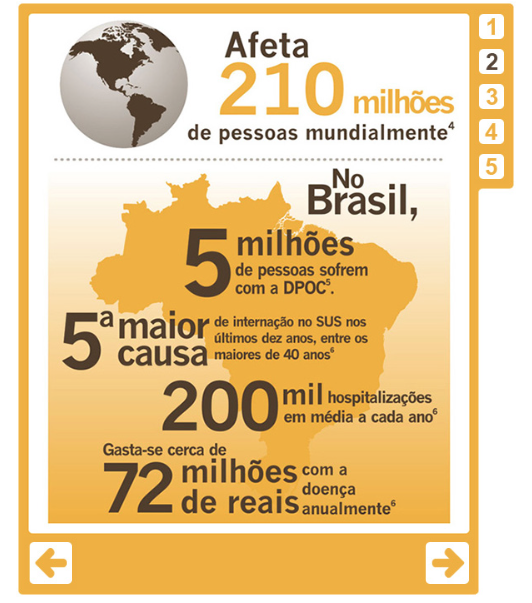 Afeta
210 milhões
de pessoas mundialmente⁴
No
Brasil,
5 milhões
de pessoas sofrem
com a DPOC⁵.
5ª maior causa
de internação no SUS nos
últimos dez anos, entre os
maiores de 40 anos⁶
200 mil hospitalizações
em média a cada ano⁶
Gasta-se cerca de
72 milhões de reais
com a
doença
anualmente⁶
1
2
3
4
5